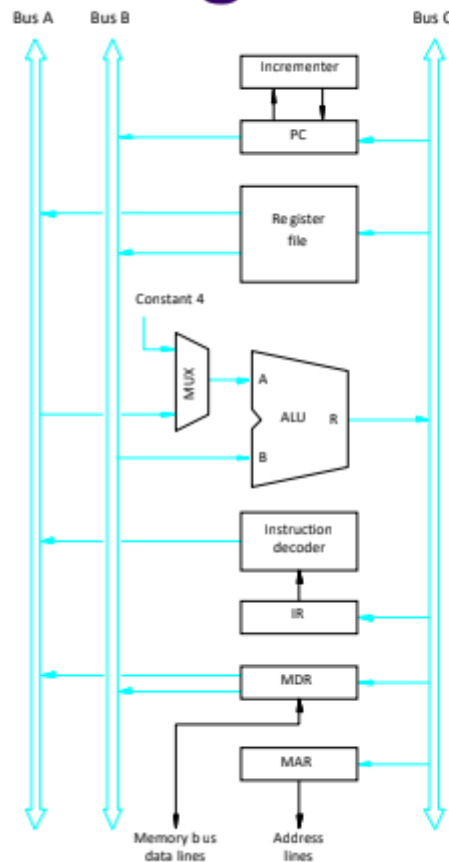 Bus A
Bus B
Bus C
Incrementer
PC
Register
file
Constant 4
MUX
A
ALU
R
B
Instruction
decoder
IR
MDR
MAR
Memory bus
data lines
Address
lines